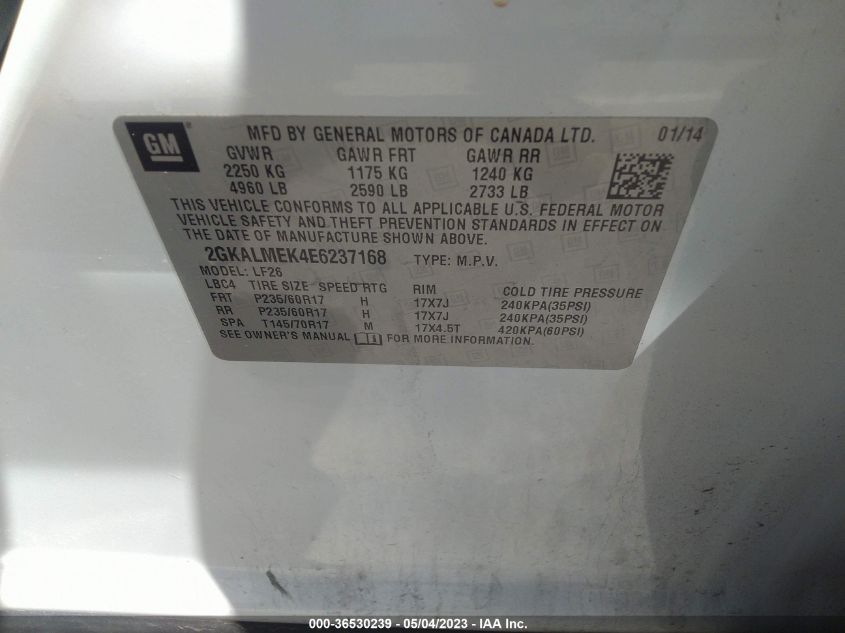 GM MFD BY GENERAL MOTORS OF CANADA LTD. 01/14
GVWR GAWR FRT GAWR RR
2250 KG 1175 KG 1240 KG
4960 LB 2590 LB 2733 LB
THIS VEHICLE CONFORMS TO ALL APPLICABLE U.S. FEDERAL MOTOR
VEHICLE SAFETY AND THEFT PREVENTION STANDARDS IN EFFECT ON
THE DATE OF MANUFACTURE SHOWN ABOVE.
2GKALMEK4E6237168 TYPE: M.P.V.
MODEL: LF26
LBC4 TIRE SIZE SPEED RTG RIM COLD TIRE PRESSURE
FRT P235/60R17 H 17X7J 240KPA(35PSI)
RR P235/60R17 H 17X7J 240KPA(35PSI)
SPA T145/70R17 M 17X4.5T 420KPA(60PSI)
SEE OWNER'S MANUAL FOR MORE INFORMATION.
000-36530239 - 05/04/2023 - IAA Inc.